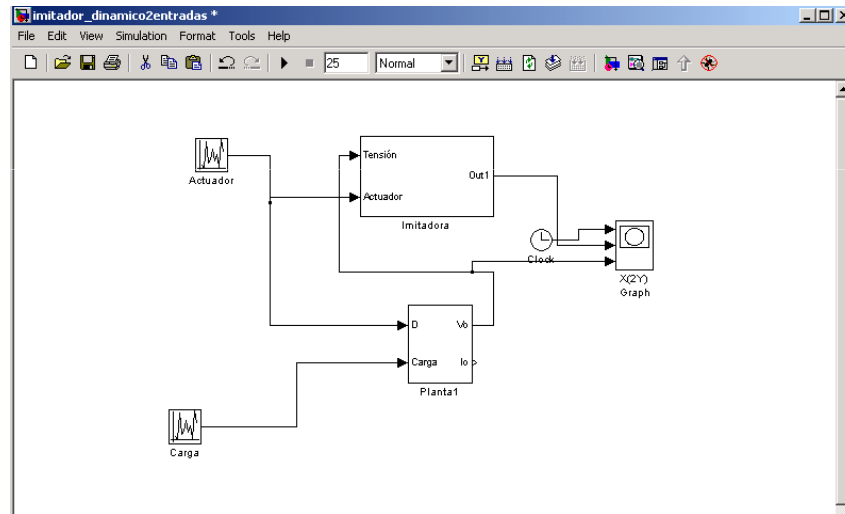 imitador_dinamico2entradas *
File Edit View Simulation Format Tools Help
25 Normal
Actuador
Tensión
Actuador
Out1
Imitadora
Clock
X(2Y)
Graph
D
Vo
Carga
Io
Planta1
Carga